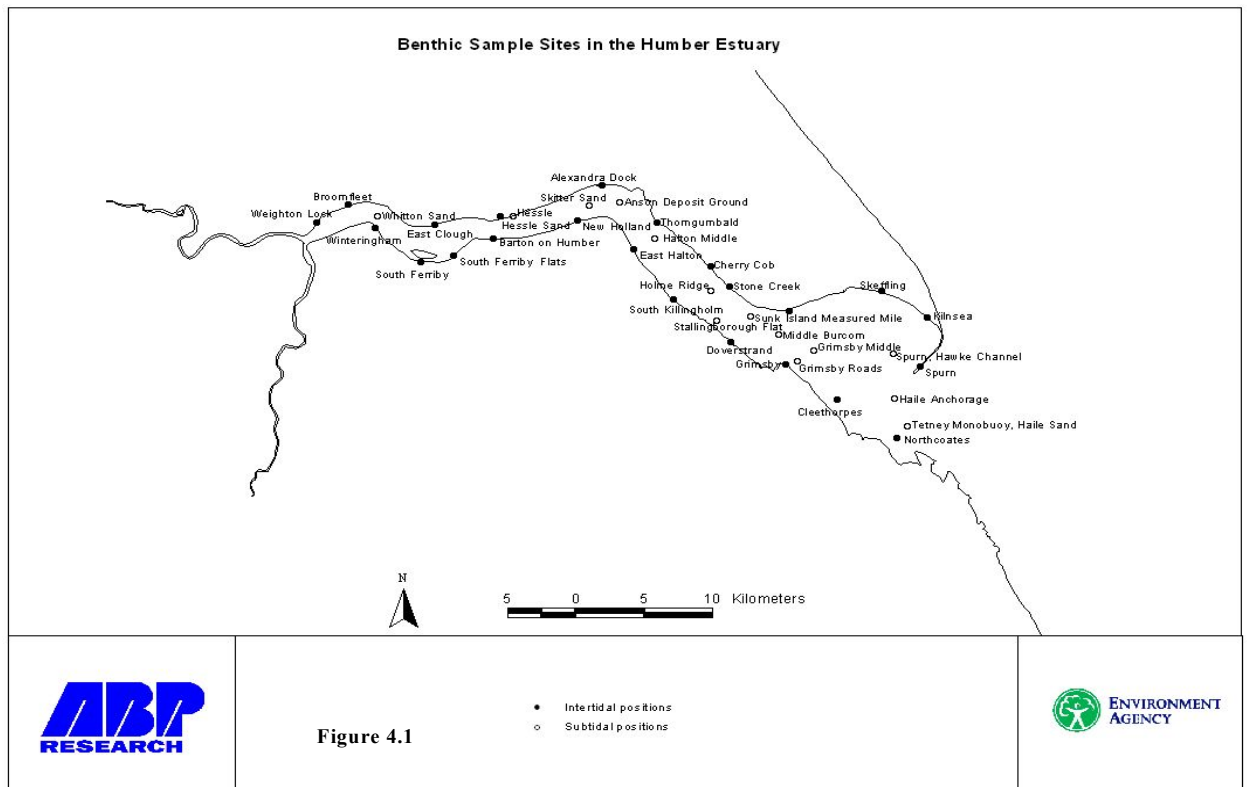 Benthic Sample Sites in the Humber Estuary
Alexandra Dock
Broomfleet
Skitter Sand
Anson Deposit Ground
Weighton Lock
Whitton Sand
Hessle
Hessle Sand
New Holland
Thorngumbald
East Clough
Winteringham
Barton on Humber
Hatton Middle
East Halton
South Ferriby Flats
South Ferriby
Cherry Cob
Holme Ridge
Stone Creek
Skeffling
South Killingholm
Sunk Island Measured Mile
Kilnsea
Stallingborough Flat
Middle Burcom
Doverstrand
Grimsby Middle
Spurn, Hawke Channel
Grimsby
Grimsby Roads
Spurn
Cleethorpes
Haile Anchorage
Tetney Monobuoy, Haile Sand
Northcoates
N
5 0 5 10 Kilometers
ABP
RESEARCH
Figure 4.1
Intertidal positions
Subtidal positions
ENVIRONMENT
AGENCY